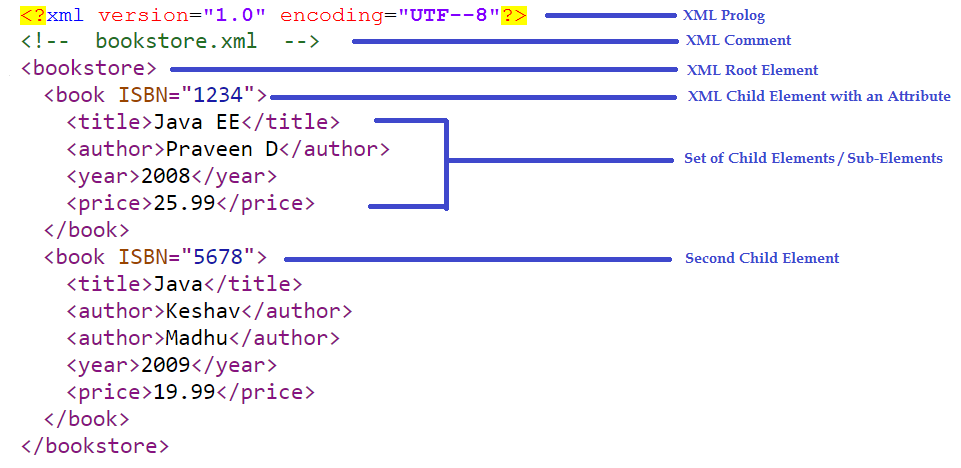 <?xml version="1.0" encoding="UTF--8"?> XML Prolog
<!--  bookstore.xml  --> XML Comment
<bookstore> XML Root Element
<book ISBN="1234"> XML Child Element with an Attribute
<title>Java EE</title>
<author>Praveen D</author>
Set of Child Elements / Sub-Elements
<year>2008</year>
<price>25.99</price>
</book>
<book ISBN="5678"> Second Child Element
<title>Java</title>
<author>Keshav</author>
<author>Madhu</author>
<year>2009</year>
<price>19.99</price>
</book>
</bookstore>